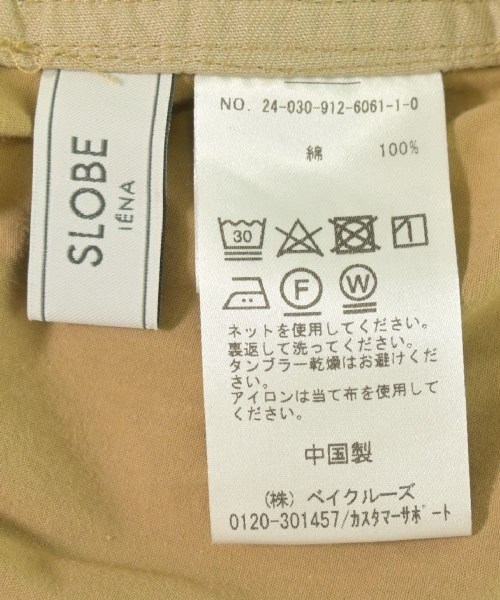 SLOBE
IÉNA
NO. 24-030-912-6061-1-0
綿 100%
30
1
F
W
ネットを使用してください。
裏返して洗ってください。
タンブラー乾燥はお避けくだ
さい。
アイロンは当て布を使用して
ください。
中国製
(株) ベイクルーズ
0120-301457/カスタマーサポート